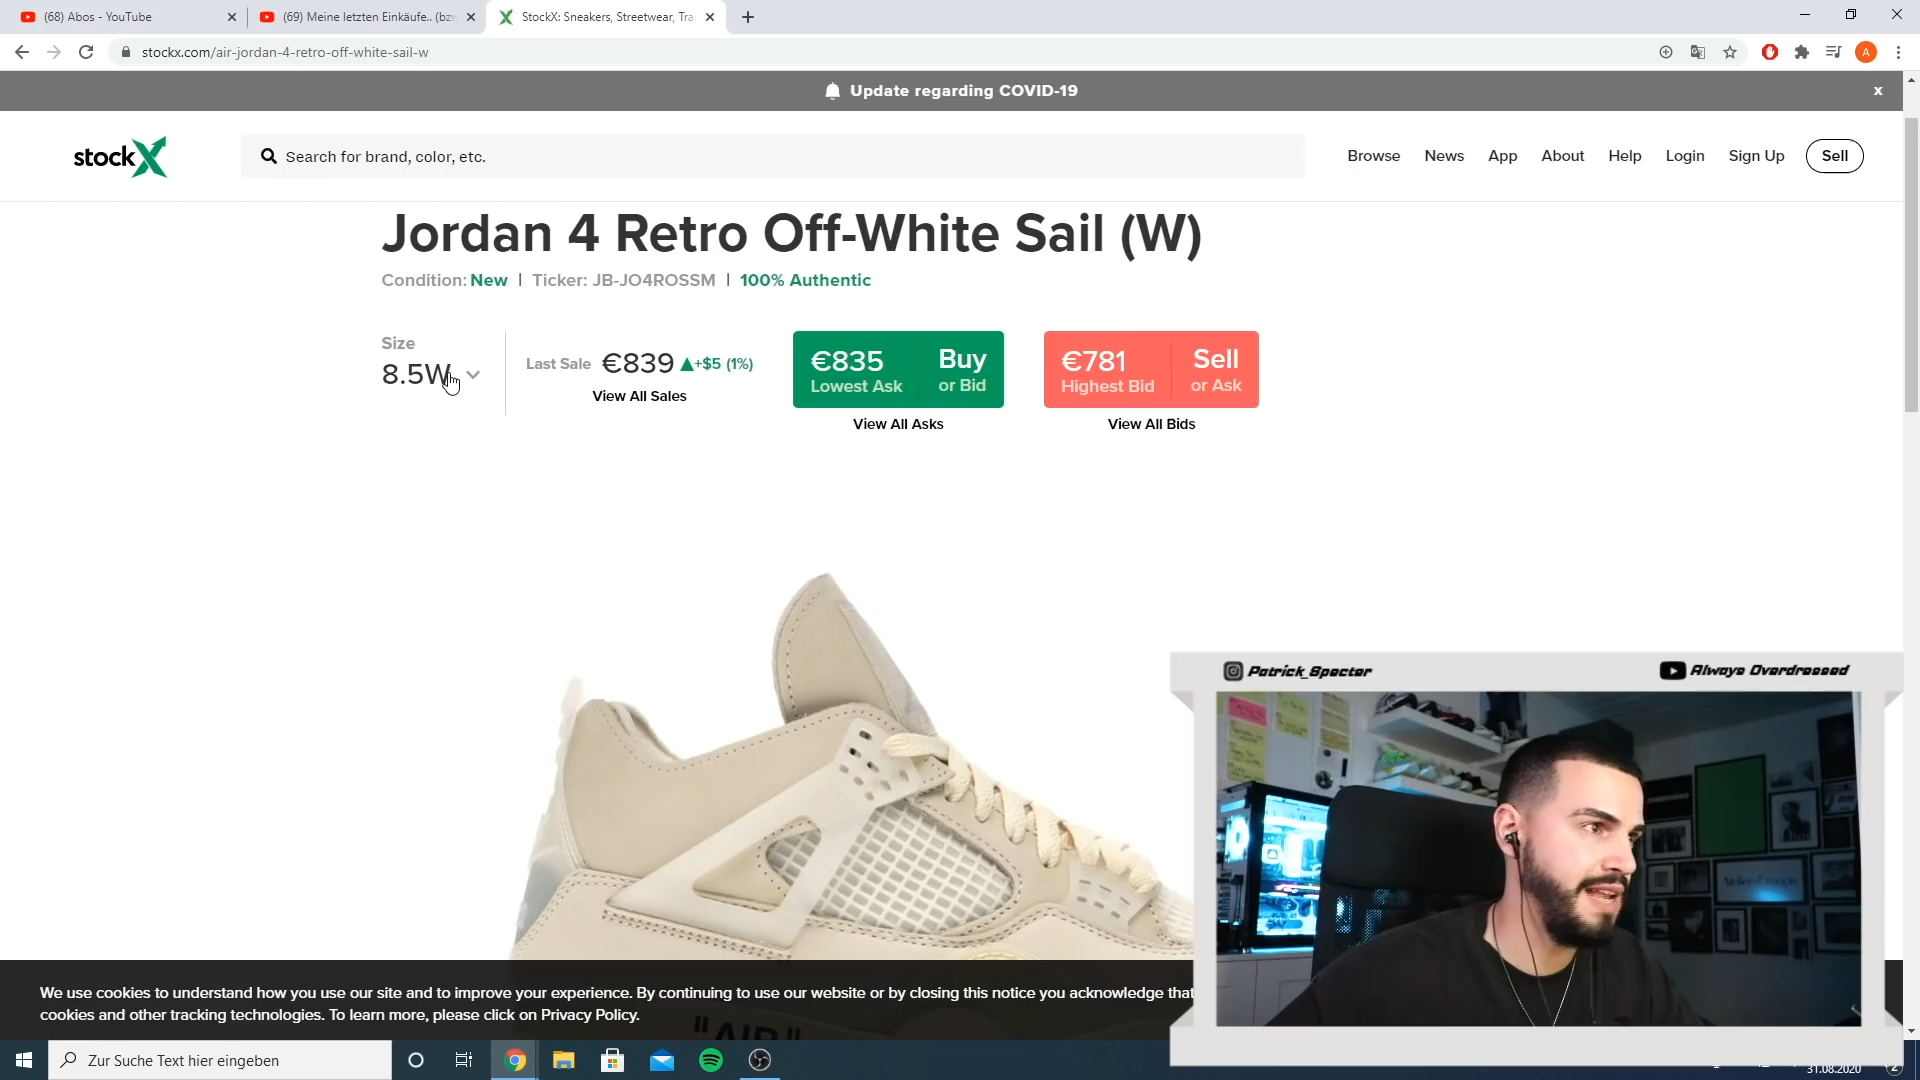 (68) Abos - YouTube
(69) Meine letzten Einkäufe.. (bzw
StockX: Sneakers, Streetwear, Tra
stockx.com/air-jordan-4-retro-off-white-sail-w
A
Update regarding COVID-19
x
stockX
Search for brand, color, etc.
Browse
News
App
About
Help
Login
Sign Up
Sell
Jordan 4 Retro Off-White Sail (W)
Condition: New | Ticker: JB-JO4ROSSM | 100% Authentic
Size
8.5W
Last Sale €839 ▲+$5 (1%)
View All Sales
€835 Buy
Lowest Ask or Bid
View All Asks
€781 Sell
Highest Bid or Ask
View All Bids
Patrick_Specter
Always Overdressed
We use cookies to understand how you use our site and to improve your experience. By continuing to use our website or by closing this notice you acknowledge that
cookies and other tracking technologies. To learn more, please click on Privacy Policy.
"AIR"
Zur Suche Text hier eingeben
31.08.2020
2